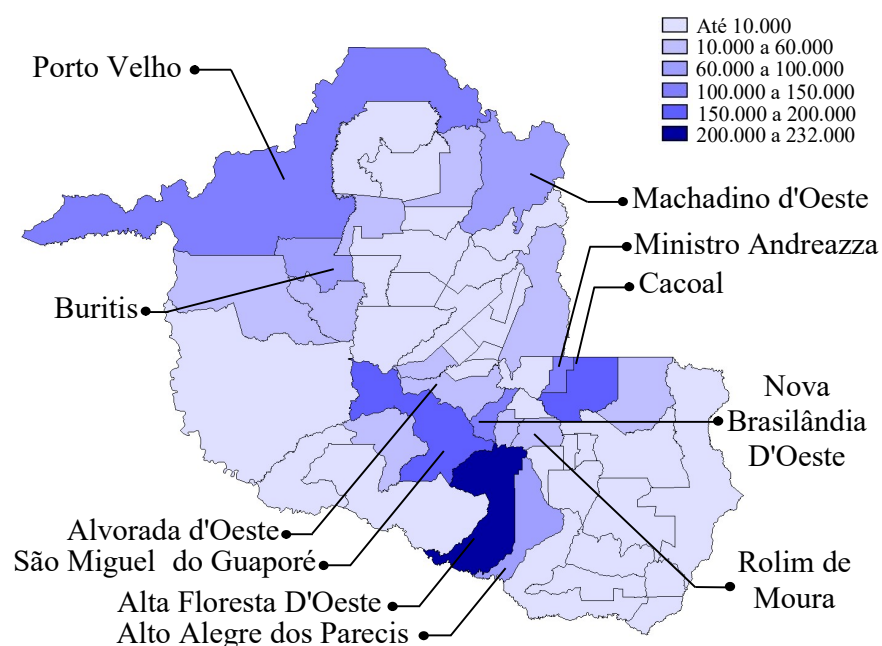 Até 10.000
10.000 a 60.000
60.000 a 100.000
100.000 a 150.000
150.000 a 200.000
200.000 a 232.000
Porto Velho
Machadino d'Oeste
Ministro Andreazza
Cacoal
Buritis
Nova
Brasilândia
D'Oeste
Alvorada d'Oeste
São Miguel do Guaporé
Rolim de
Moura
Alta Floresta D'Oeste
Alto Alegre dos Parecis